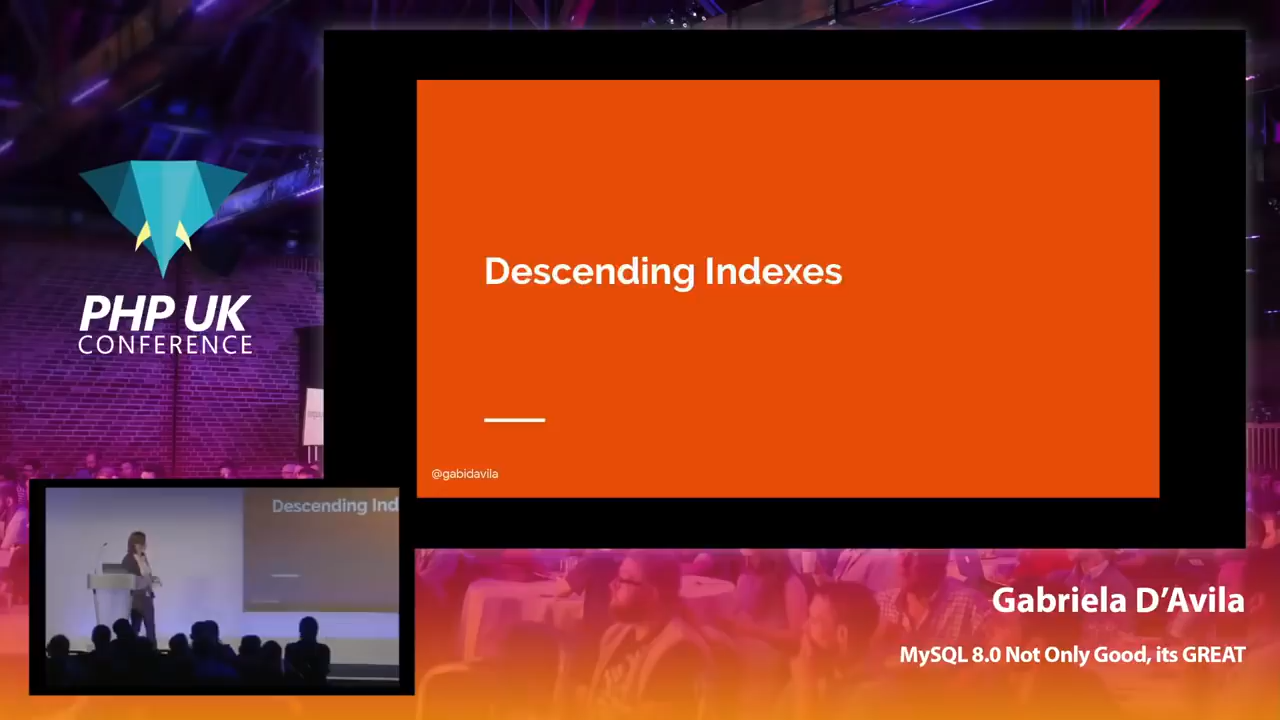 PHP UK
CONFERENCE
Descending Indexes
@gabidavila
Descending Ind
Gabriela D’Avila
MySQL 8.0 Not Only Good, its GREAT